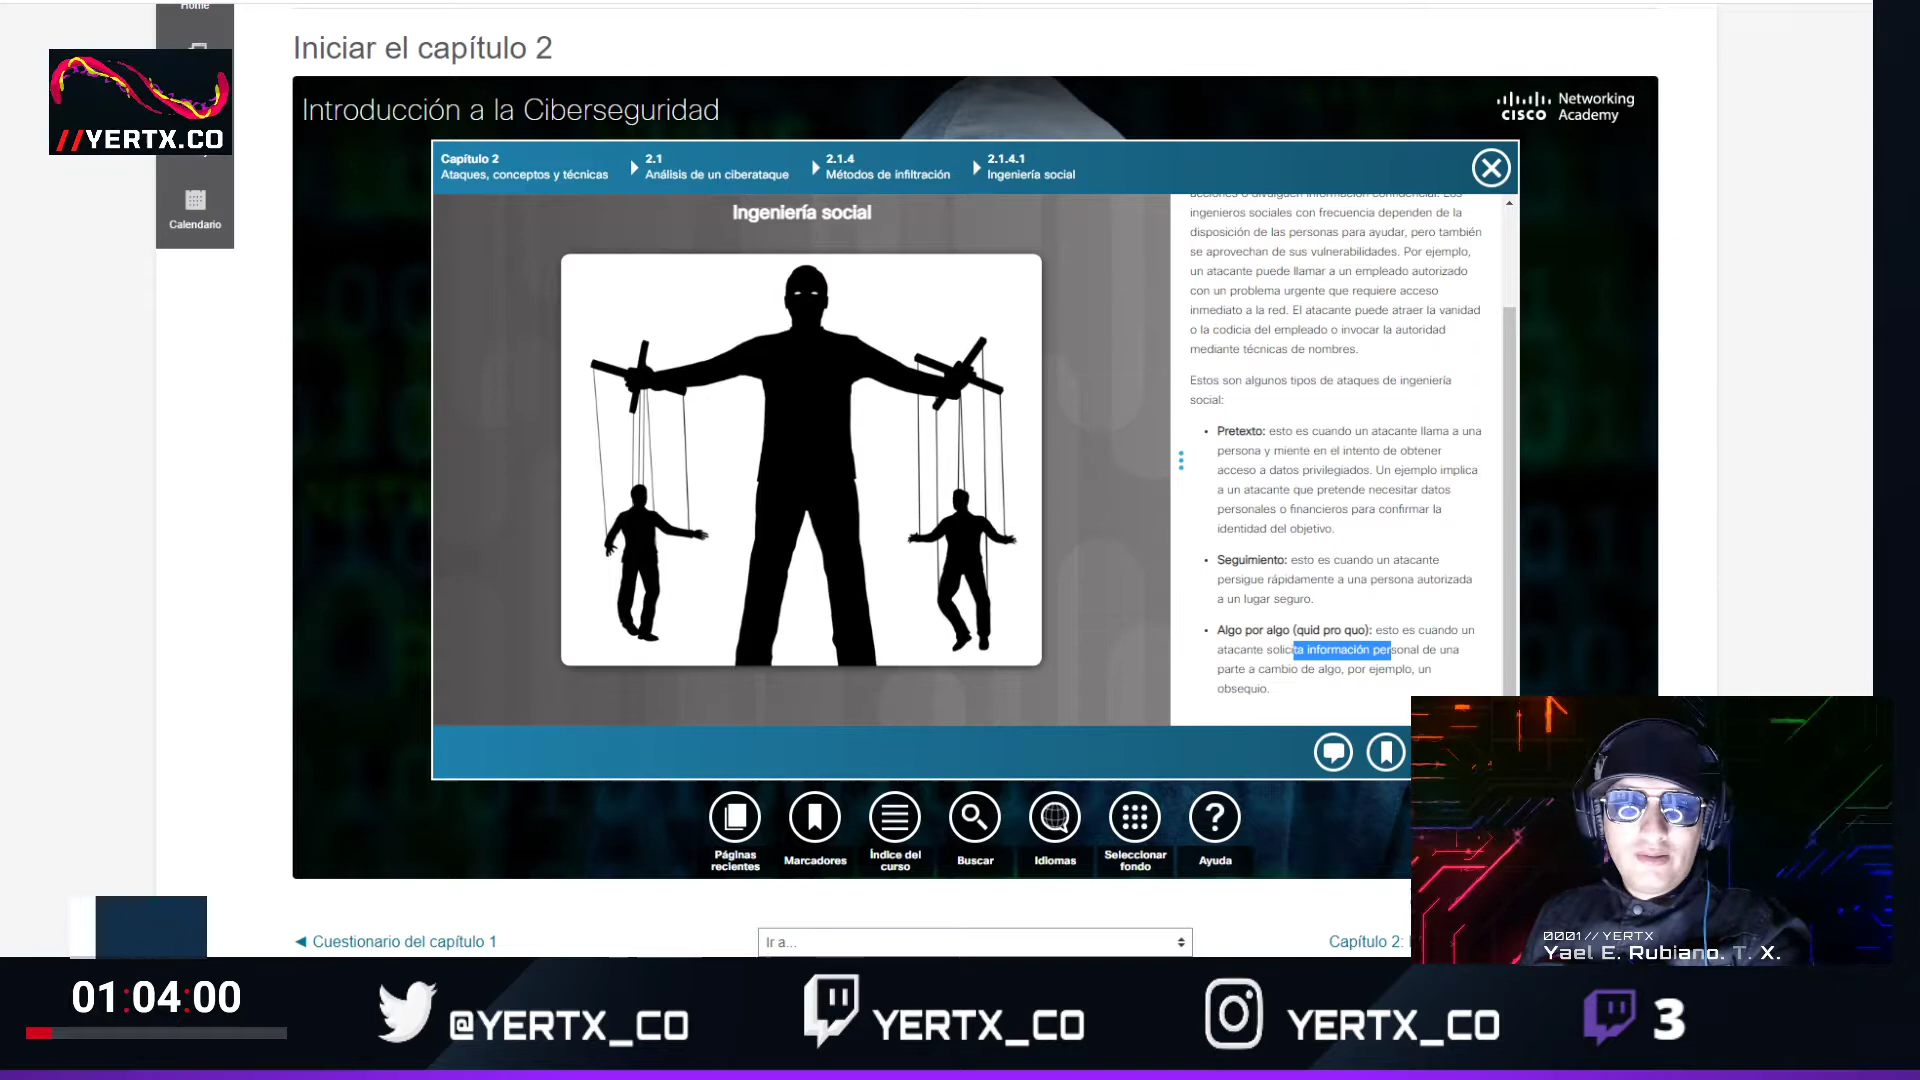 Home
Iniciar el capítulo 2
//YERTX.CO
Introducción a la Ciberseguridad
Networking
CISCO Academy
Capítulo 2
Ataques, conceptos y técnicas
2.1
Análisis de un ciberataque
2.1.4
Métodos de infiltración
2.1.4.1
Ingeniería social
Calendario
Ingeniería social
acciones o divulguen información confidencial. Los
ingenieros sociales con frecuencia dependen de la
disposición de las personas para ayudar, pero también
se aprovechan de sus vulnerabilidades. Por ejemplo,
un atacante puede llamar a un empleado autorizado
con un problema urgente que requiere acceso
inmediato a la red. El atacante puede atraer la vanidad
o la codicia del empleado o invocar la autoridad
mediante técnicas de nombres.
Estos son algunos tipos de ataques de ingeniería
social:
• Pretexto: esto es cuando un atacante llama a una
persona y miente en el intento de obtener
acceso a datos privilegiados. Un ejemplo implica
a un atacante que pretende necesitar datos
personales o financieros para confirmar la
identidad del objetivo.
• Seguimiento: esto es cuando un atacante
persigue rápidamente a una persona autorizada
a un lugar seguro.
• Algo por algo (quid pro quo): esto es cuando un
atacante solicita información personal de una
parte a cambio de algo, por ejemplo, un
obsequio.
Páginas
recientes
Marcadores
Índice del
curso
Buscar
Idiomas
Seleccionar
fondo
Ayuda
◄ Cuestionario del capítulo 1
Ir a...
Capítulo 2:
0001 // YERTX
Yael E. Rubiano. T. X.
01:04:00
@YERTX_CO
YERTX_CO
YERTX_CO
3